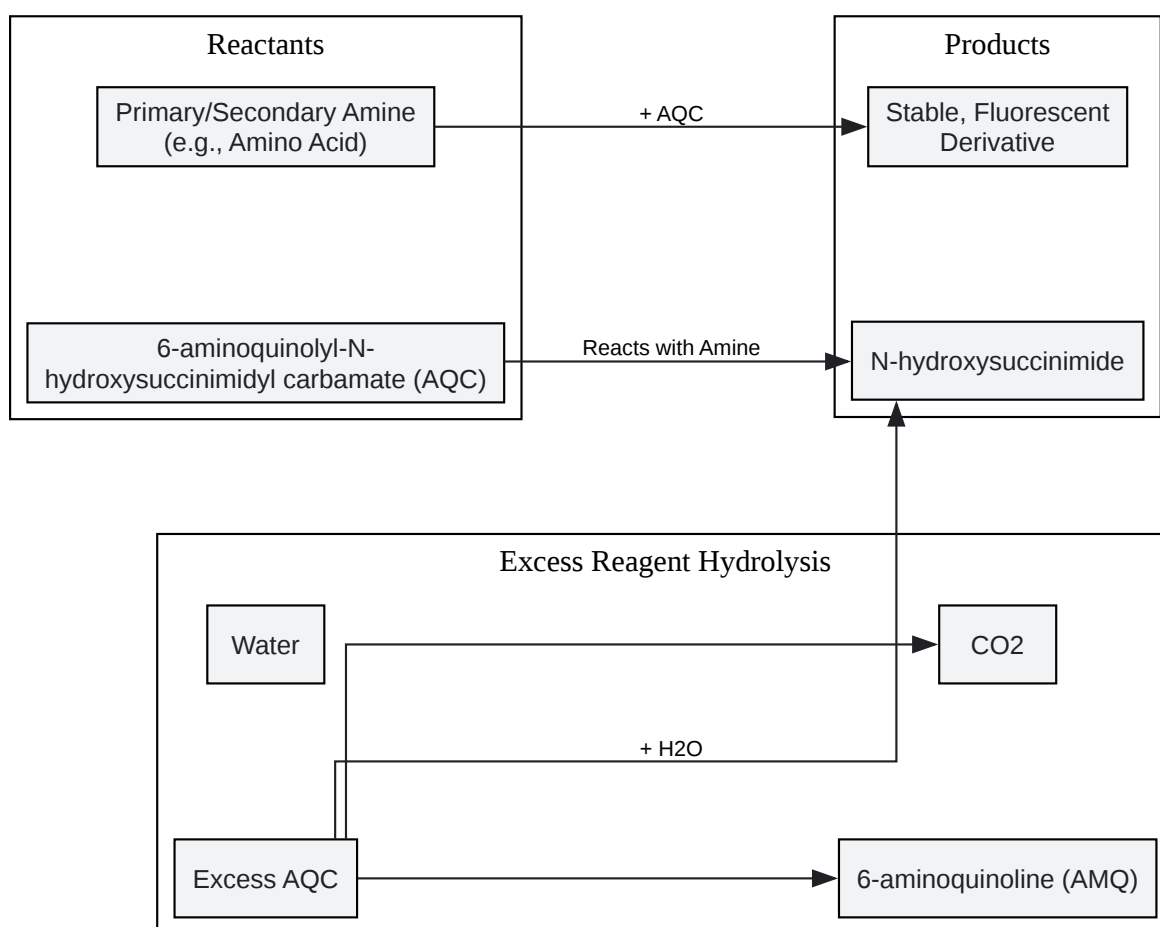 Reactants
Products
Primary/Secondary Amine
(e.g., Amino Acid)
+ AQC
Stable, Fluorescent
Derivative
6-aminoquinolyl-N-
hydroxysuccinimidyl carbamate (AQC)
Reacts with Amine
N-hydroxysuccinimide
Excess Reagent Hydrolysis
Water
CO2
+ H2O
Excess AQC
6-aminoquinoline (AMQ)